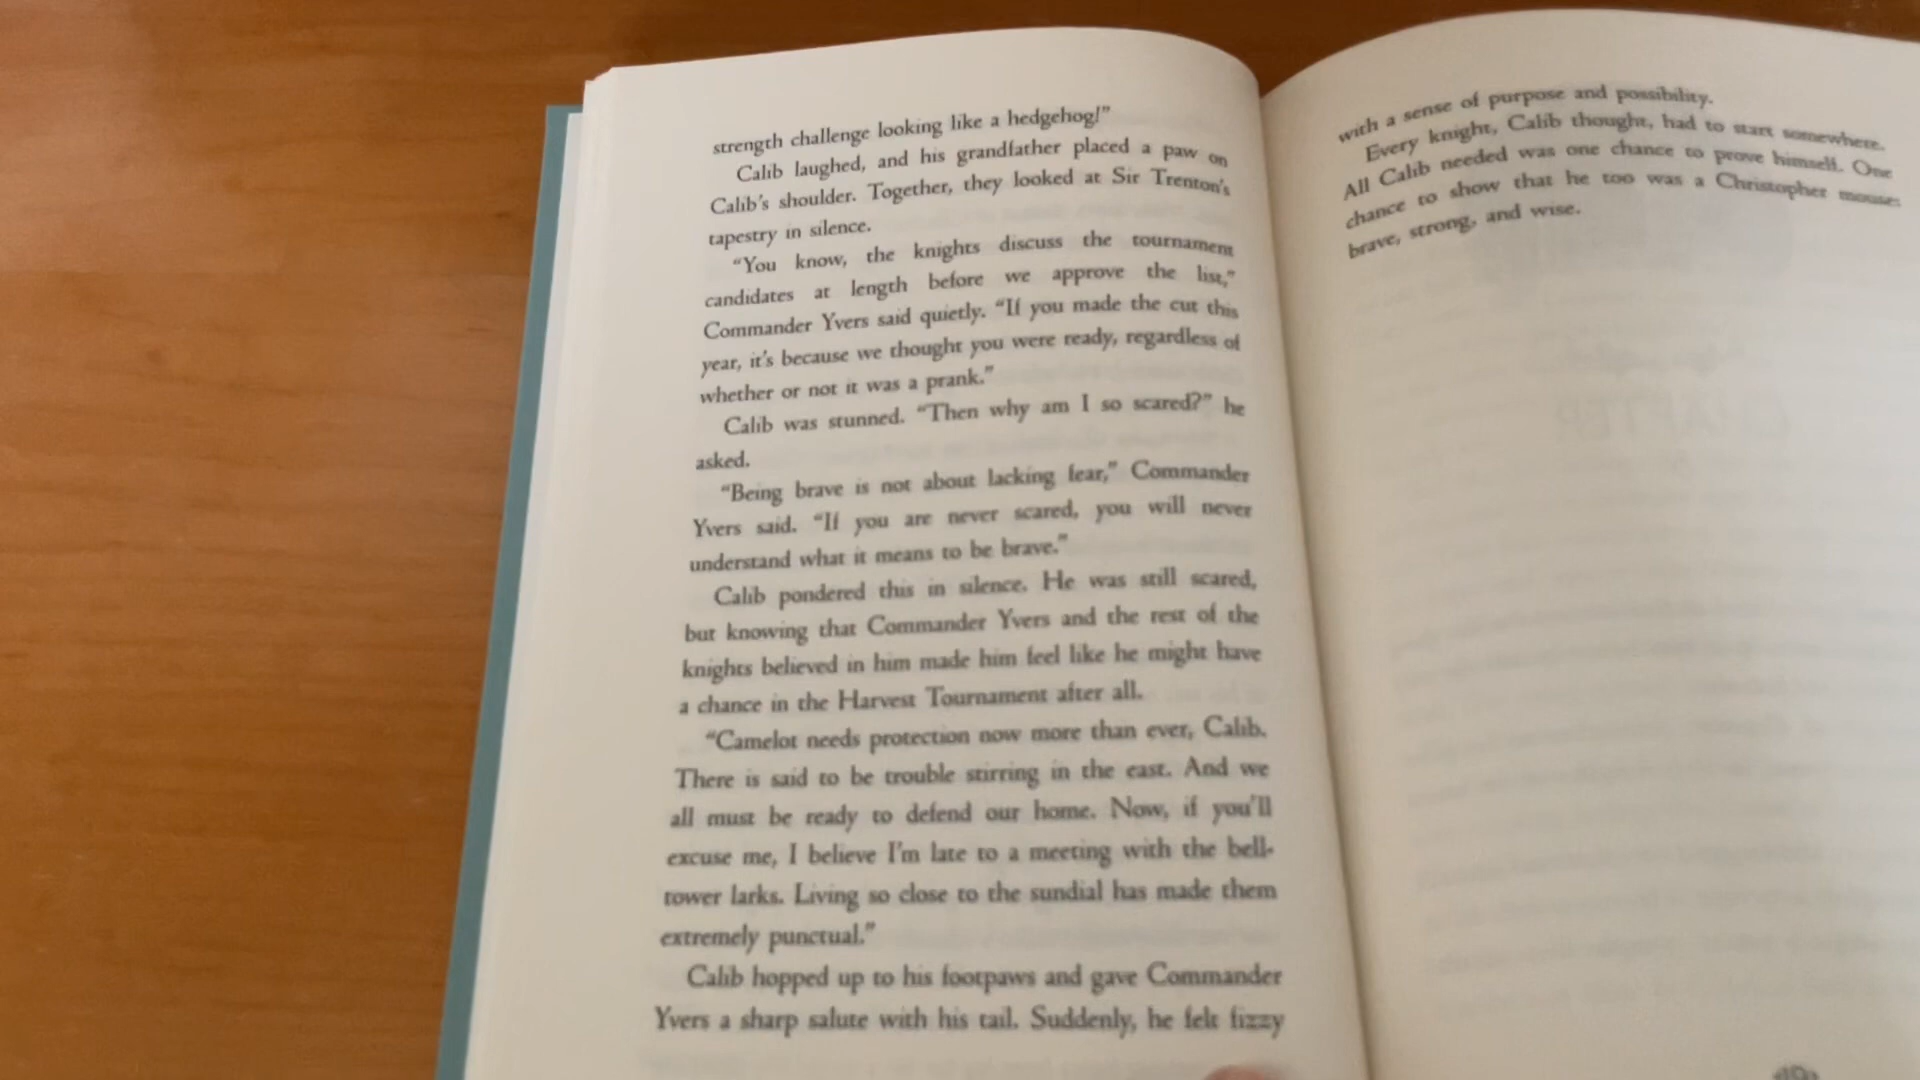 strength challenge looking like a hedgehog!”
Calib laughed, and his grandfather placed a paw on
Calib’s shoulder. Together, they looked at Sir Trenton’s
tapestry in silence.
“You know, the knights discuss the tournament
candidates at length before we approve the list,”
Commander Yvers said quietly. “If you made the cut this
year, it’s because we thought you were ready, regardless of
whether or not it was a prank.”
Calib was stunned. “Then why am I so scared?” he
asked.
“Being brave is not about lacking fear,” Commander
Yvers said. “If you are never scared, you will never
understand what it means to be brave.”
Calib pondered this in silence. He was still scared,
but knowing that Commander Yvers and the rest of the
knights believed in him made him feel like he might have
a chance in the Harvest Tournament after all.
“Camelot needs protection now more than ever, Calib.
There is said to be trouble stirring in the east. And we
all must be ready to defend our home. Now, if you’ll
excuse me, I believe I’m late to a meeting with the bell-
tower larks. Living so close to the sundial has made them
extremely punctual.”
Calib hopped up to his footpaws and gave Commander
Yvers a sharp salute with his tail. Suddenly, he felt fizzy
with a sense of purpose and possibility.
Every knight, Calib thought, had to start somewhere.
All Calib needed was one chance to prove himself. One
chance to show that he too was a Christopher mouse:
brave, strong, and wise.